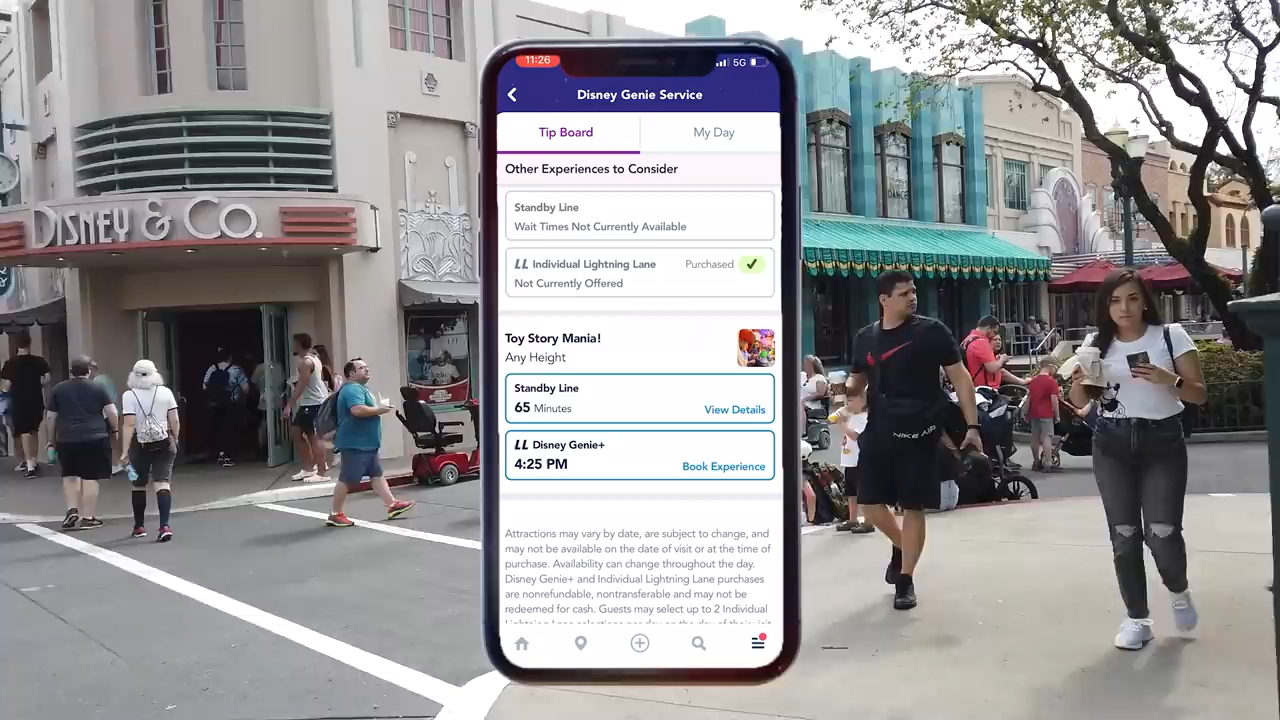 DISNEY & CO.
DANCE
NIKE AIR
11:26
5G
Disney Genie Service
Tip Board
My Day
Other Experiences to Consider
Standby Line
Wait Times Not Currently Available
LL Individual Lightning Lane
Purchased
Not Currently Offered
Toy Story Mania!
Any Height
Standby Line
65 Minutes
View Details
LL Disney Genie+
4:25 PM
Book Experience
Attractions may vary by date, are subject to change, and
may not be available on the date of visit or at the time of
purchase. Availability can change throughout the day.
Disney Genie+ and Individual Lightning Lane purchases
are nonrefundable, nontransferable and may not be
redeemed for cash. Guests may select up to 2 Individual